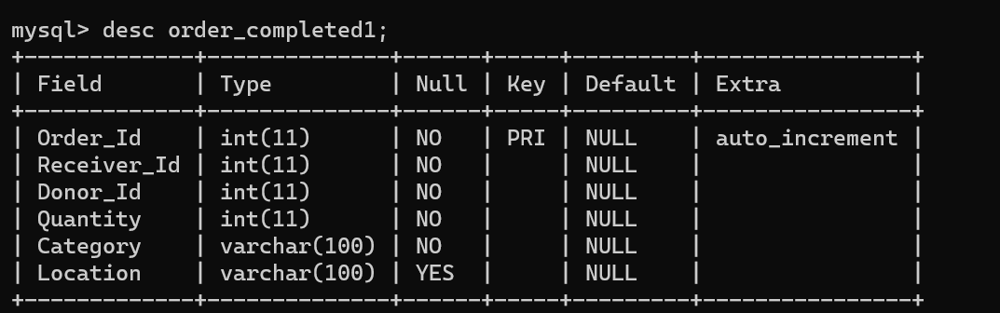 mysql> desc order_completed1;
+-------------+--------------+------+-----+---------+----------------+
| Field       | Type         | Null | Key | Default | Extra          |
+-------------+--------------+------+-----+---------+----------------+
| Order_Id    | int(11)      | NO   | PRI | NULL    | auto_increment |
| Receiver_Id | int(11)      | NO   |     | NULL    |                |
| Donor_Id    | int(11)      | NO   |     | NULL    |                |
| Quantity    | int(11)      | NO   |     | NULL    |                |
| Category    | varchar(100) | NO   |     | NULL    |                |
| Location    | varchar(100) | YES  |     | NULL    |                |
+-------------+--------------+------+-----+---------+----------------+